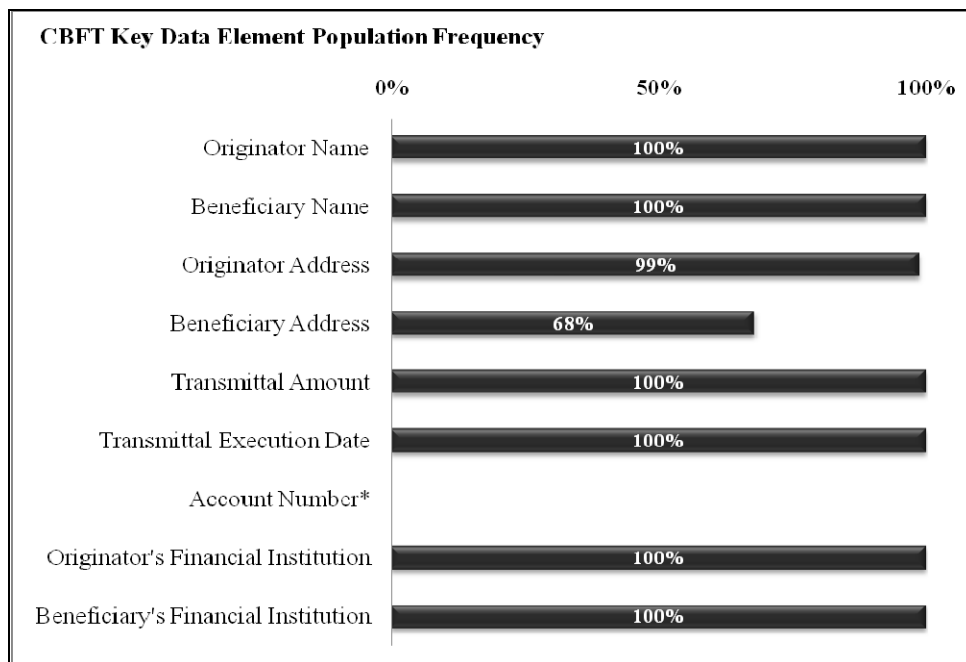 CBFT Key Data Element Population Frequency
0% 50% 100%
Originator Name 100%
Beneficiary Name 100%
Originator Address 99%
Beneficiary Address 68%
Transmittal Amount 100%
Transmittal Execution Date 100%
Account Number*
Originator's Financial Institution 100%
Beneficiary's Financial Institution 100%